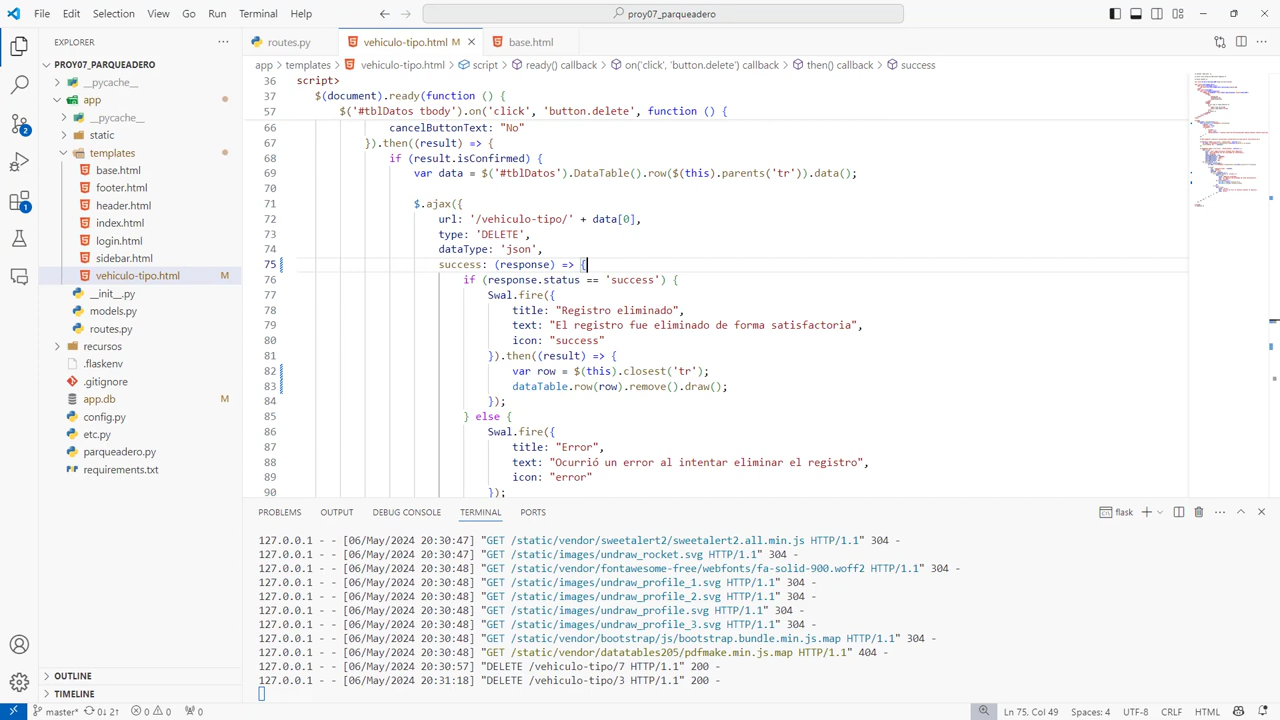 File Edit Selection View Go Run Terminal Help
proy07_parqueadero
EXPLORER
PROY07_PARQUEADERO
__pycache__
app
__pycache__
static
templates
base.html
footer.html
header.html
index.html
login.html
sidebar.html
vehiculo-tipo.html M
__init__.py
models.py
routes.py
recursos
.flaskenv
.gitignore
app.db M
config.py
etc.py
parqueadero.py
requirements.txt
OUTLINE
TIMELINE
2
1
routes.py vehiculo-tipo.html M base.html
app > templates > vehiculo-tipo.html > script > ready() callback > on('click', 'button.delete') callback > then() callback > success
36 script>
37 $(document).ready(function () {
57 $('#tblDatos tbody').on('click', 'button.delete', function () {
66 cancelButtonText: "No
67 }).then((result) => {
68 if (result.isConfirmed) {
69 var data = $('#tblDatos').DataTable().row($(this).parents('tr')).data();
70
71 $.ajax({
72 url: '/vehiculo-tipo/' + data[0],
73 type: 'DELETE',
74 dataType: 'json',
75 success: (response) => {
76 if (response.status == 'success') {
77 Swal.fire({
78 title: "Registro eliminado",
79 text: "El registro fue eliminado de forma satisfactoria",
80 icon: "success"
81 }).then((result) => {
82 var row = $(this).closest('tr');
83 dataTable.row(row).remove().draw();
84 });
85 } else {
86 Swal.fire({
87 title: "Error",
88 text: "Ocurrió un error al intentar eliminar el registro",
89 icon: "error"
90 });
PROBLEMS OUTPUT DEBUG CONSOLE TERMINAL PORTS
flask
127.0.0.1 - - [06/May/2024 20:30:47] "GET /static/vendor/sweetalert2/sweetalert2.all.min.js HTTP/1.1" 304 -
127.0.0.1 - - [06/May/2024 20:30:47] "GET /static/images/undraw_rocket.svg HTTP/1.1" 304 -
127.0.0.1 - - [06/May/2024 20:30:48] "GET /static/vendor/fontawesome-free/webfonts/fa-solid-900.woff2 HTTP/1.1" 304 -
127.0.0.1 - - [06/May/2024 20:30:48] "GET /static/images/undraw_profile_1.svg HTTP/1.1" 304 -
127.0.0.1 - - [06/May/2024 20:30:48] "GET /static/images/undraw_profile_2.svg HTTP/1.1" 304 -
127.0.0.1 - - [06/May/2024 20:30:48] "GET /static/images/undraw_profile.svg HTTP/1.1" 304 -
127.0.0.1 - - [06/May/2024 20:30:48] "GET /static/images/undraw_profile_3.svg HTTP/1.1" 304 -
127.0.0.1 - - [06/May/2024 20:30:48] "GET /static/vendor/bootstrap/js/bootstrap.bundle.min.js.map HTTP/1.1" 304 -
127.0.0.1 - - [06/May/2024 20:30:48] "GET /static/vendor/datatables205/pdfmake.min.js.map HTTP/1.1" 404 -
127.0.0.1 - - [06/May/2024 20:30:57] "DELETE /vehiculo-tipo/7 HTTP/1.1" 200 -
127.0.0.1 - - [06/May/2024 20:31:18] "DELETE /vehiculo-tipo/3 HTTP/1.1" 200 -
master* 0↓ 2↑ 0 0 0 Ln 75, Col 49 Spaces: 4 UTF-8 CRLF HTML